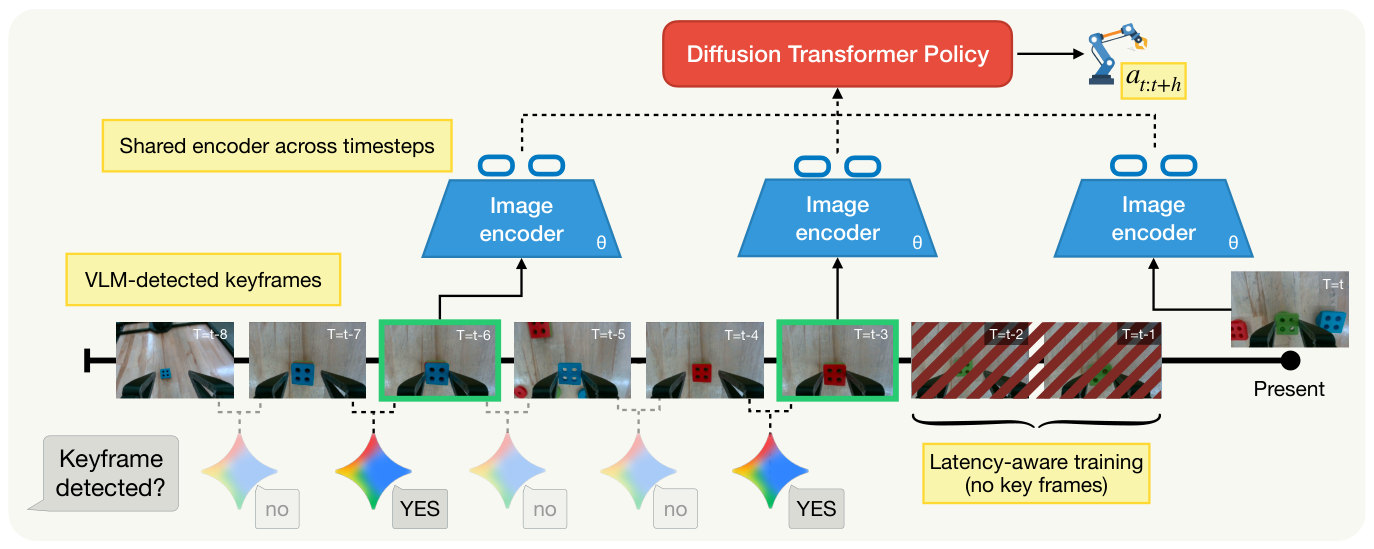 Diffusion Transformer Policy
a_{t:t+h}
Shared encoder across timesteps
Image
encoder
θ
Image
encoder
θ
Image
encoder
θ
VLM-detected keyframes
T=t-8
T=t-7
T=t-6
T=t-5
T=t-4
T=t-3
T=t-2
T=t-1
T=t
Present
Keyframe
detected?
no
YES
no
no
YES
Latency-aware training
(no key frames)